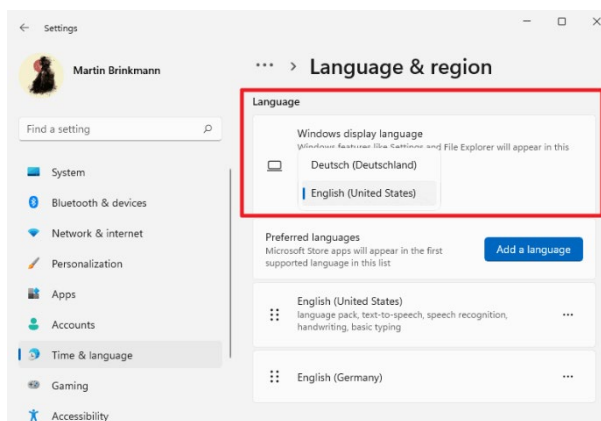 Settings
Martin Brinkmann
Find a setting
System
Bluetooth & devices
Network & internet
Personalization
Apps
Accounts
Time & language
Gaming
Accessibility
··· > Language & region
Language
Windows display language
Windows features like Settings and File Explorer will appear in this
Deutsch (Deutschland)
English (United States)
Preferred languages
Microsoft Store apps will appear in the first
supported language in this list
Add a language
English (United States)
language pack, text-to-speech, speech recognition,
handwriting, basic typing
English (Germany)